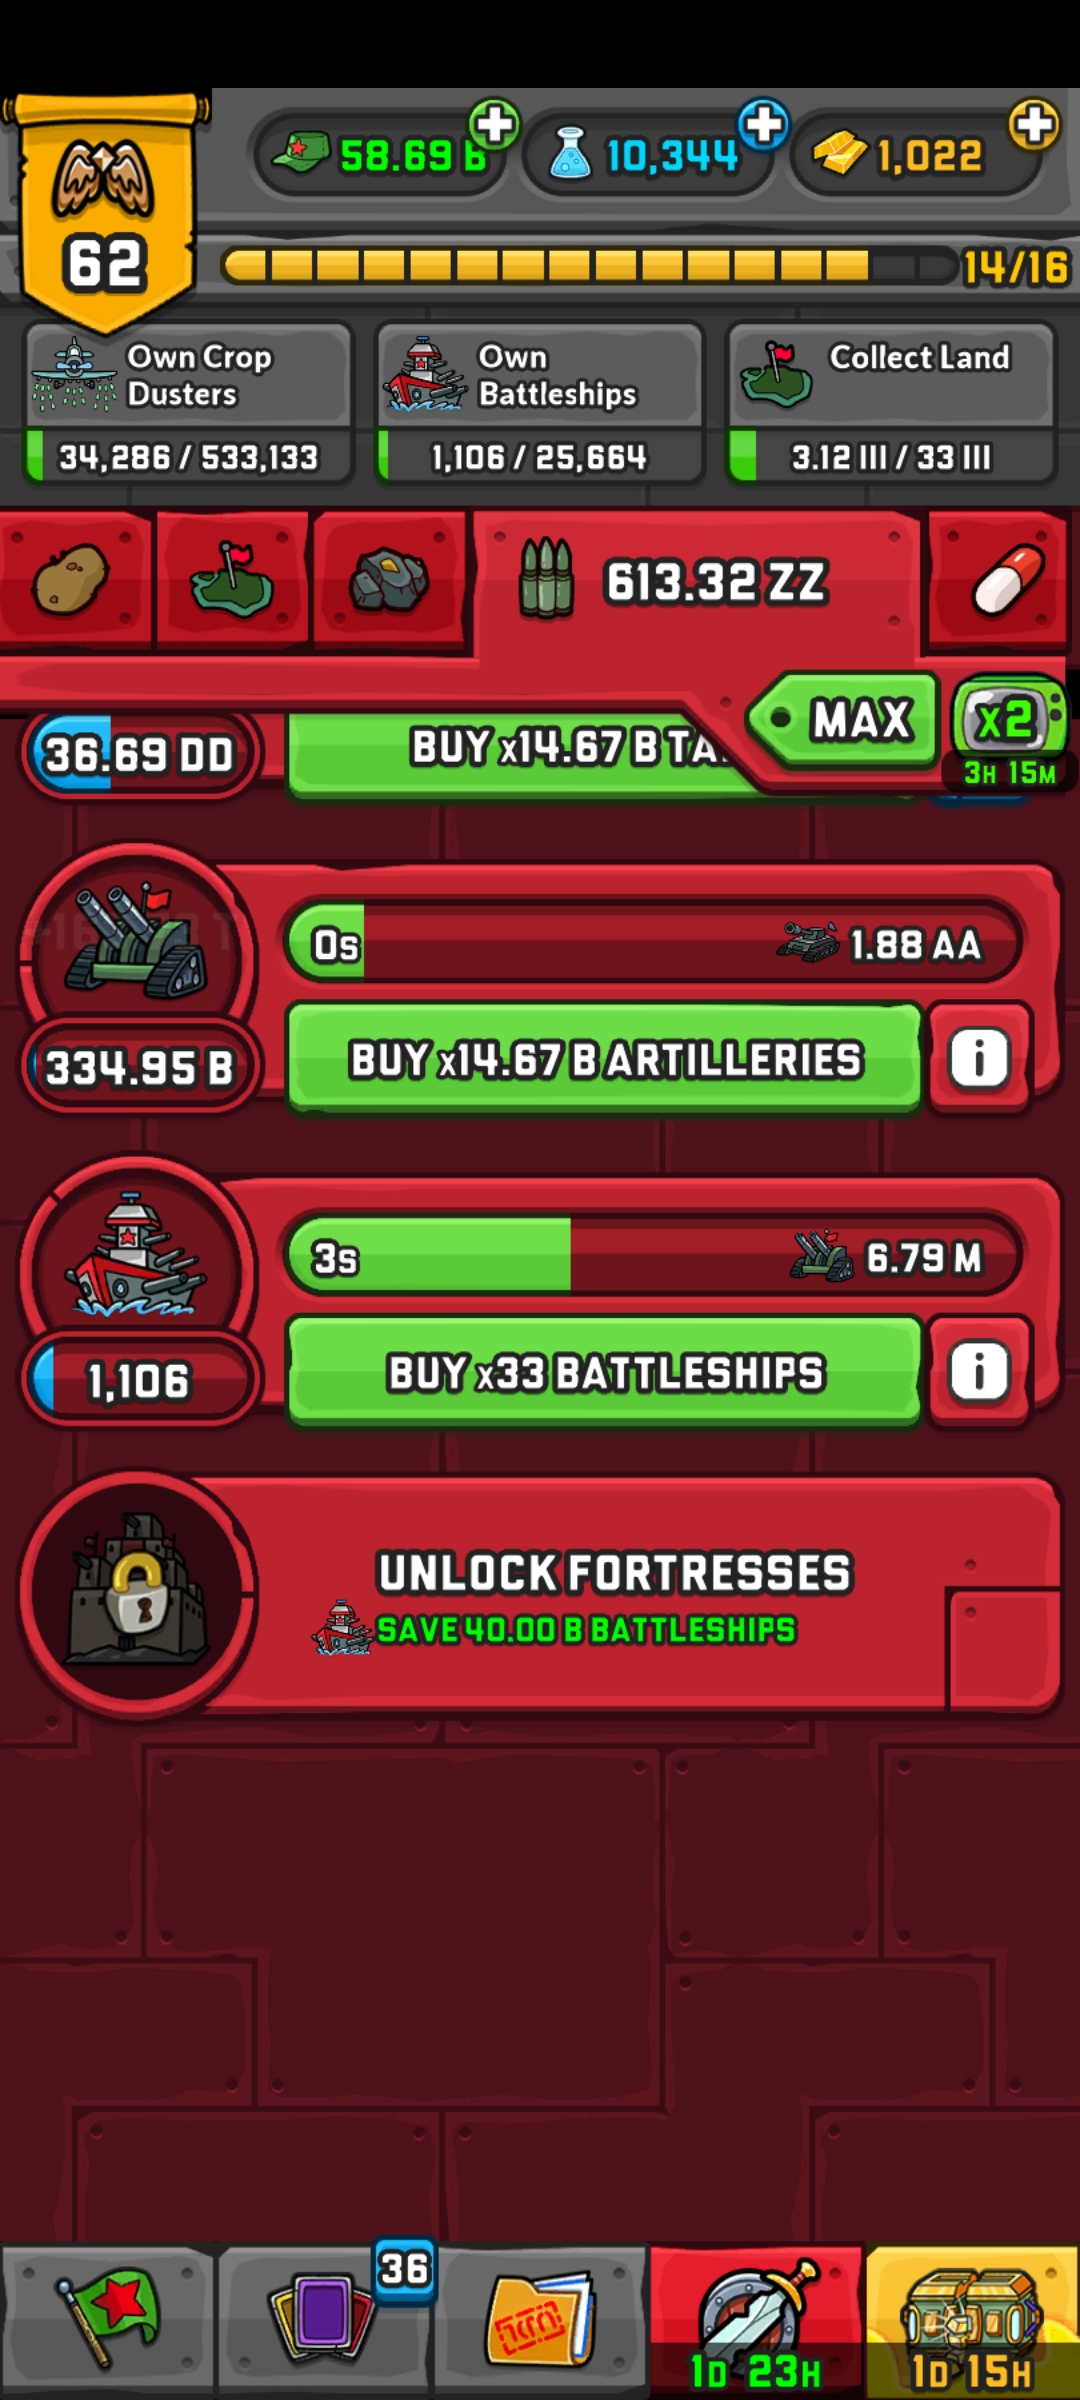 58.69 B
10,344
1,022
62
14/16
Own Crop
Dusters
34,286 / 533,133
Own
Battleships
1,106 / 25,664
Collect Land
3.12 III / 33 III
613.32 ZZ
MAX
x2
3H 15M
36.69 DD
BUY x14.67 B TA
0s
1.88 AA
334.95 B
BUY x14.67 B ARTILLERIES
i
3s
6.79 M
1,106
BUY x33 BATTLESHIPS
i
UNLOCK FORTRESSES
SAVE 40.00 B BATTLESHIPS
36
1D 23H
1D 15H